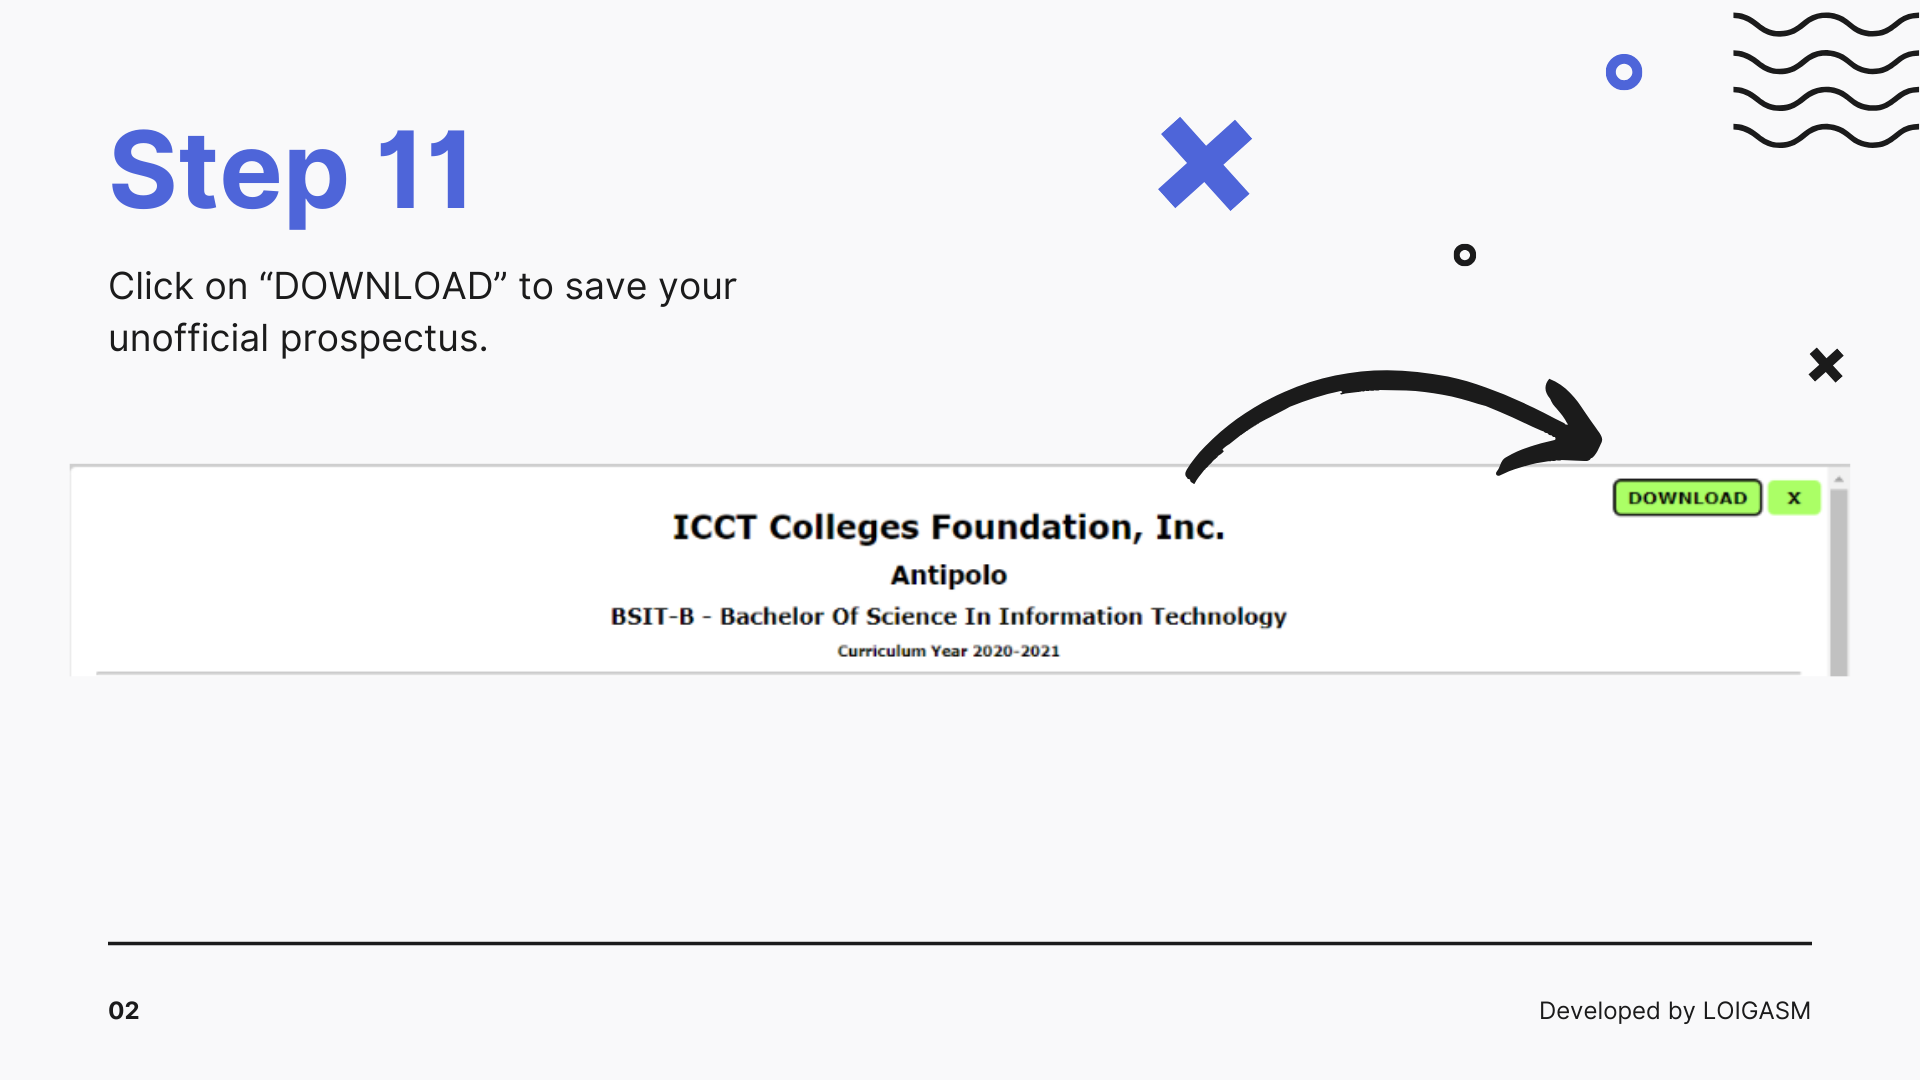 Step 11
Click on “DOWNLOAD” to save your
unofficial prospectus.
DOWNLOAD X
ICCT Colleges Foundation, Inc.
Antipolo
BSIT-B - Bachelor Of Science In Information Technology
Curriculum Year 2020-2021
02
Developed by LOIGASM